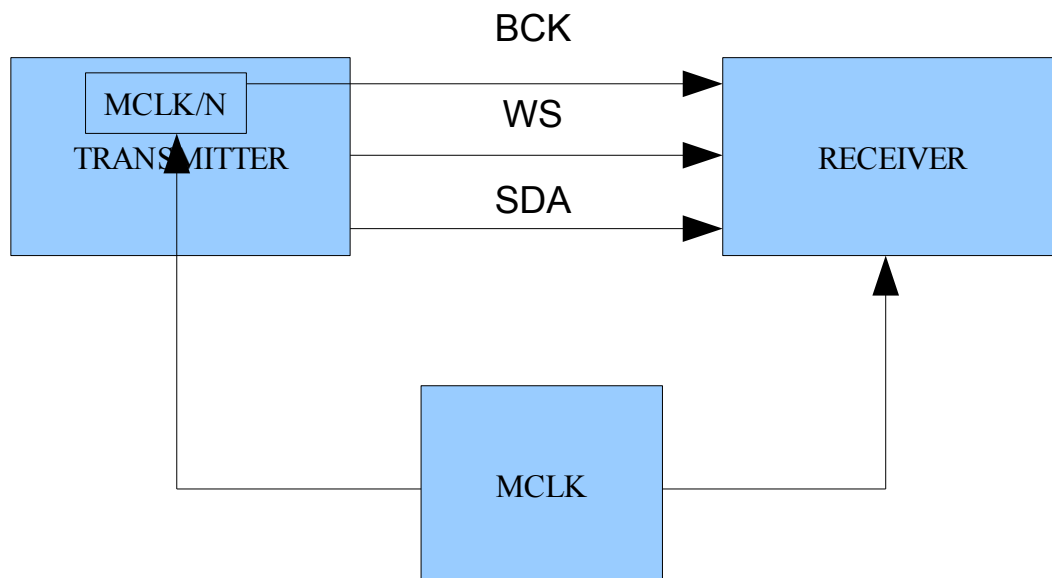 BCK
MCLK/N
WS
TRANSMITTER
RECEIVER
SDA
MCLK